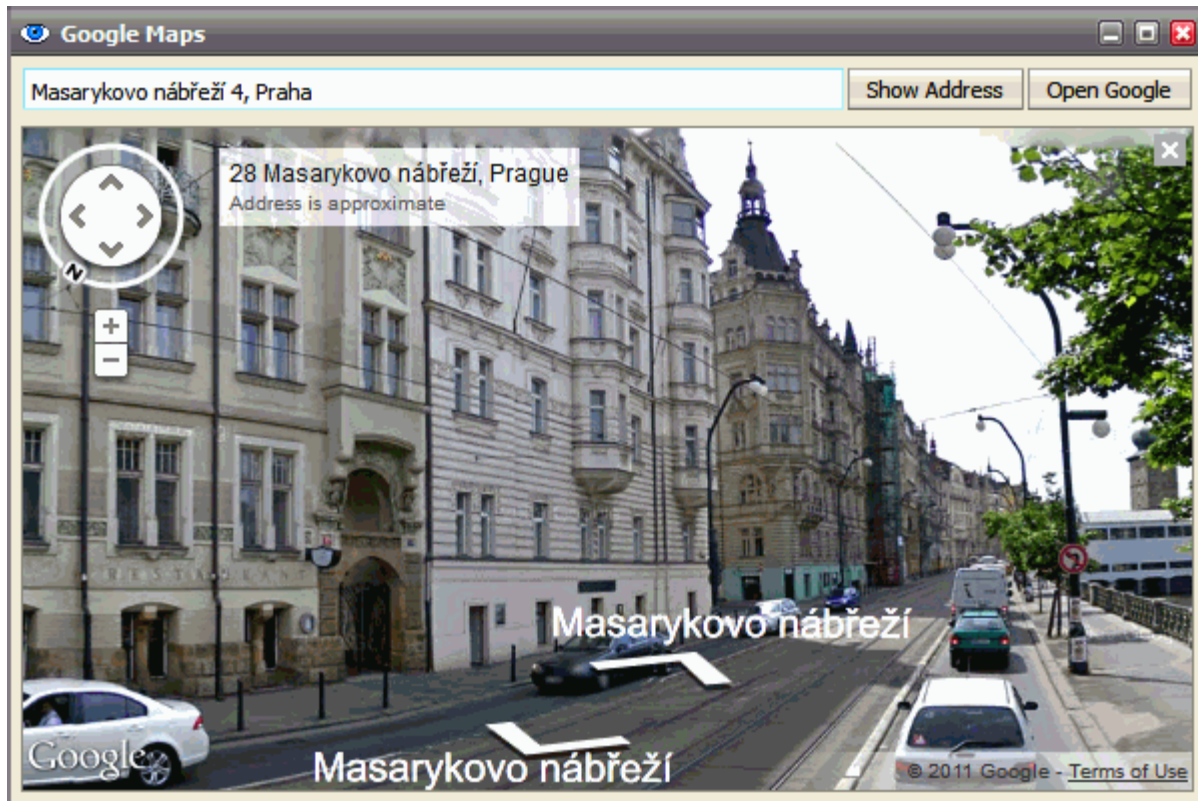 Google Maps
Masarykovo nábřeží 4, Praha
Show Address
Open Google
28 Masarykovo nábřeží, Prague
Address is approximate
N
+
−
RESTAURANT
Masarykovo nábřeží
Masarykovo nábřeží
Google
© 2011 Google - Terms of Use